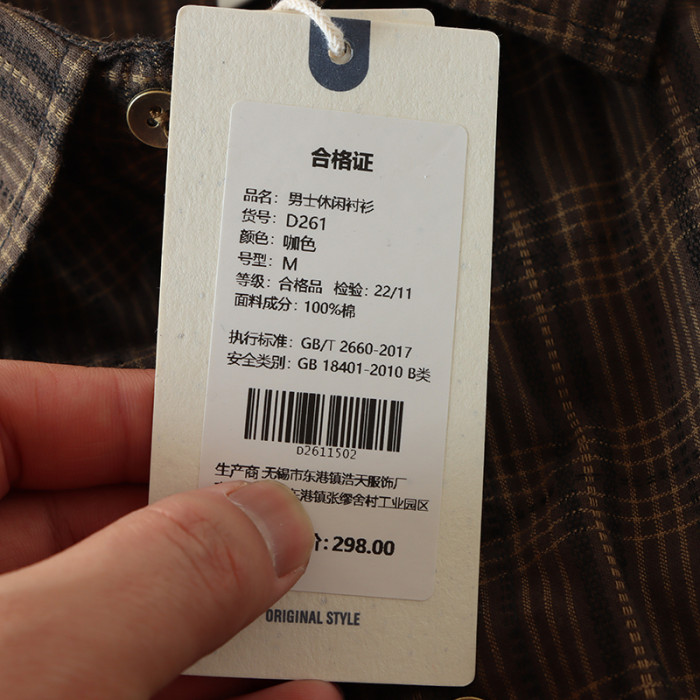 合格证
品名: 男士休闲衬衫
货号: D261
颜色: 咖色
号型: M
等级: 合格品 检验: 22/11
面料成分: 100%棉
执行标准: GB/T 2660-2017
安全类别: GB 18401-2010 B类
D2611502
生产商 无锡市东港镇浩天服饰厂
东港镇张缪舍村工业园区
价: 298.00
ORIGINAL STYLE